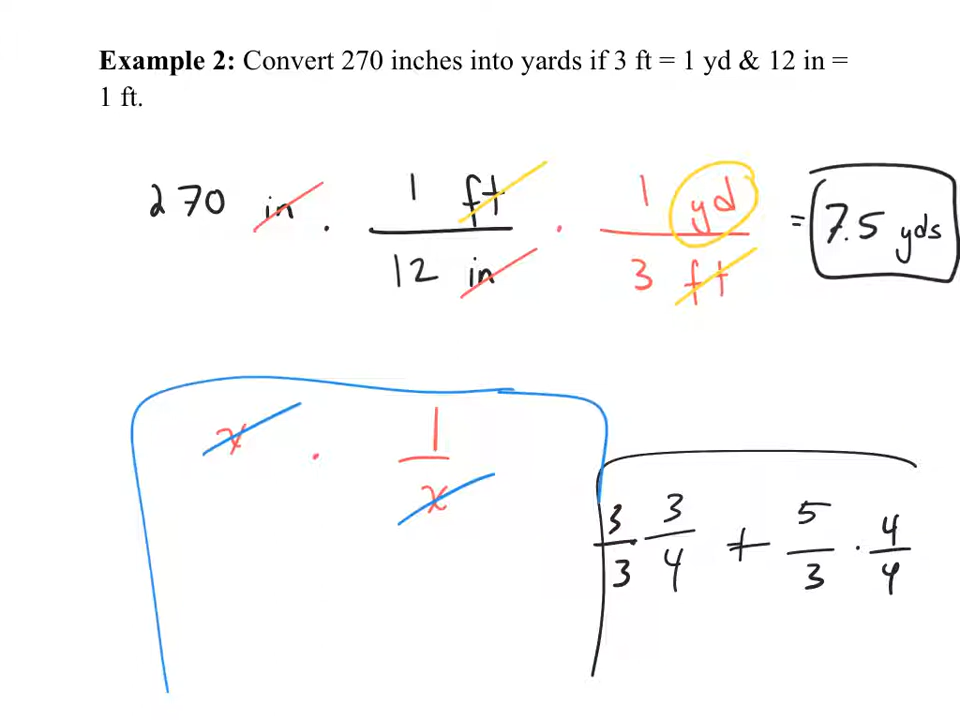 Example 2: Convert 270 inches into yards if 3 ft = 1 yd & 12 in =
1 ft.
270 in · 1 ft / 12 in · 1 yd / 3 ft = 7.5 yds
x · 1 / x
3/3 3/4 + 5/3 · 4/4